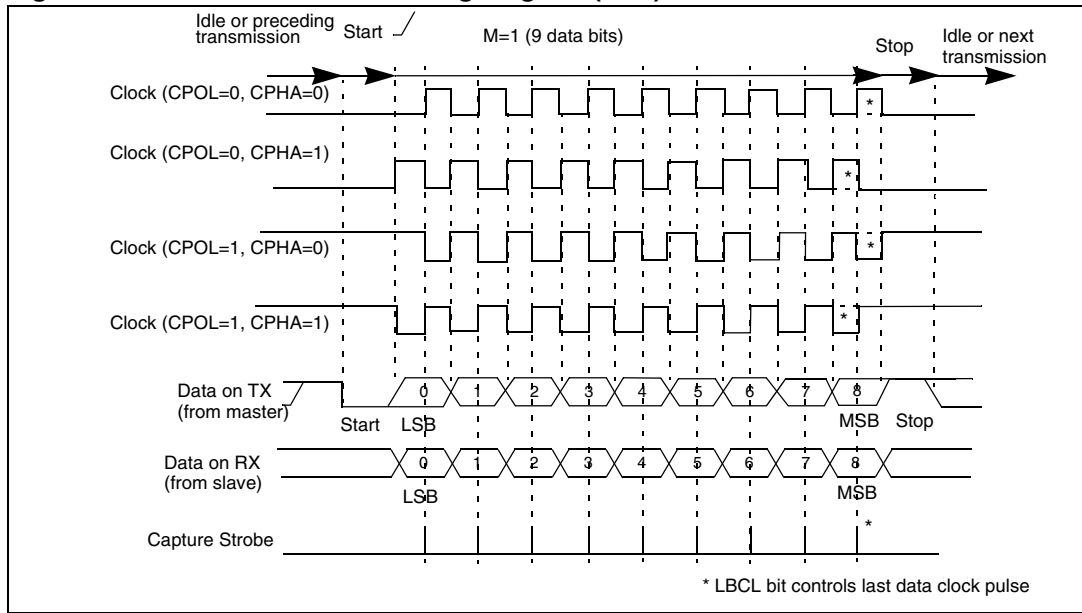 Idle or preceding
transmission
Start
M=1 (9 data bits)
Stop
Idle or next
transmission
Clock (CPOL=0, CPHA=0)
*
Clock (CPOL=0, CPHA=1)
*
Clock (CPOL=1, CPHA=0)
*
Clock (CPOL=1, CPHA=1)
*
Data on TX
(from master)
0 1 2 3 4 5 6 7 8
Start LSB MSB Stop
Data on RX
(from slave)
0 1 2 3 4 5 6 7 8
LSB MSB
Capture Strobe
*
* LBCL bit controls last data clock pulse